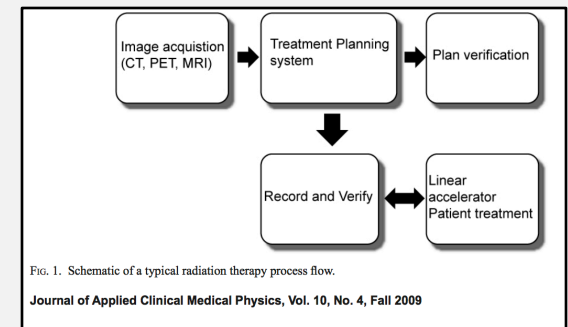 Image acquistion
(CT, PET, MRI)
Treatment Planning
system
Plan verification
Record and Verify
Linear
accelerator
Patient treatment
FIG. 1. Schematic of a typical radiation therapy process flow.
Journal of Applied Clinical Medical Physics, Vol. 10, No. 4, Fall 2009